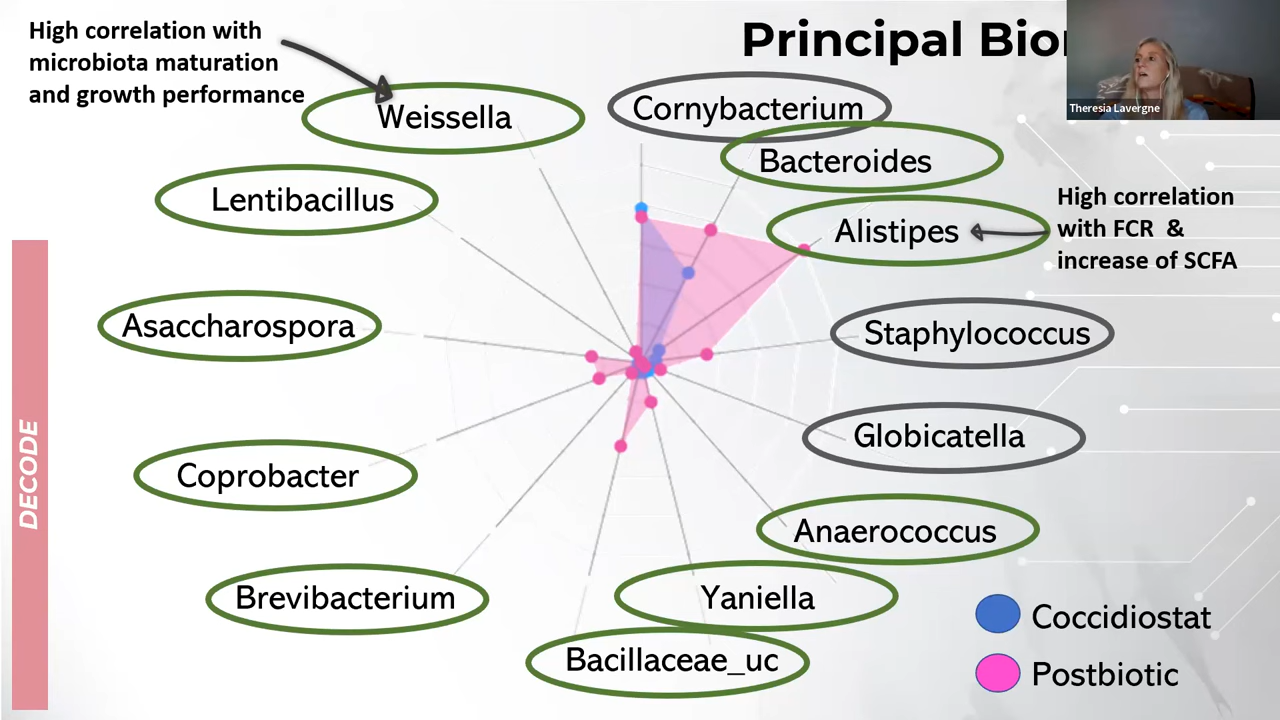 High correlation with
microbiota maturation
and growth performance
Principal Bio
Theresia Lavergne
Weissella
Cornybacterium
Bacteroides
Lentibacillus
Alistipes
High correlation
with FCR &
increase of SCFA
Asaccharospora
Staphylococcus
Globicatella
Coprobacter
DECODE
Anaerococcus
Brevibacterium
Yaniella
Bacillaceae_uc
Coccidiostat
Postbiotic